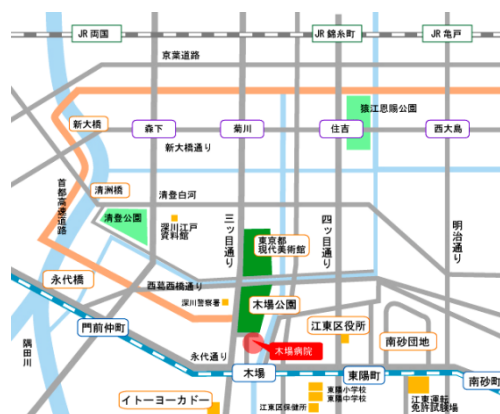 JR 両国
JR 錦糸町
JR 亀戸
京葉道路
猿江恩賜公園
新大橋
森下
菊川
住吉
西大島
新大橋通り
首都高速道路
清洲橋
清登白河
清登公園
深川江戸
資料館
三ッ目通り
四ッ目通り
明治通り
東京都
現代美術館
永代橋
西葛西橋通り
深川警察署
木場公園
門前仲町
江東区役所
南砂団地
隅田川
永代通り
木場病院
木場
東陽町
南砂町
イトーヨーカドー
東陽小学校
東陽中学校
江東区保健所
江東運転
免許試験場